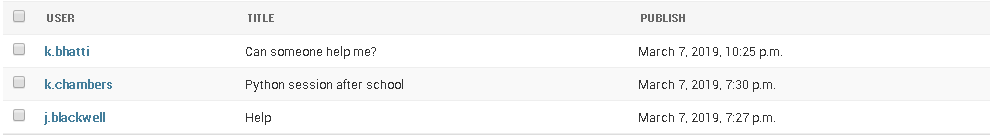 USER TITLE PUBLISH
k.bhatti Can someone help me? March 7, 2019, 10:25 p.m.
k.chambers Python session after school March 7, 2019, 7:30 p.m.
j.blackwell Help March 7, 2019, 7:27 p.m.